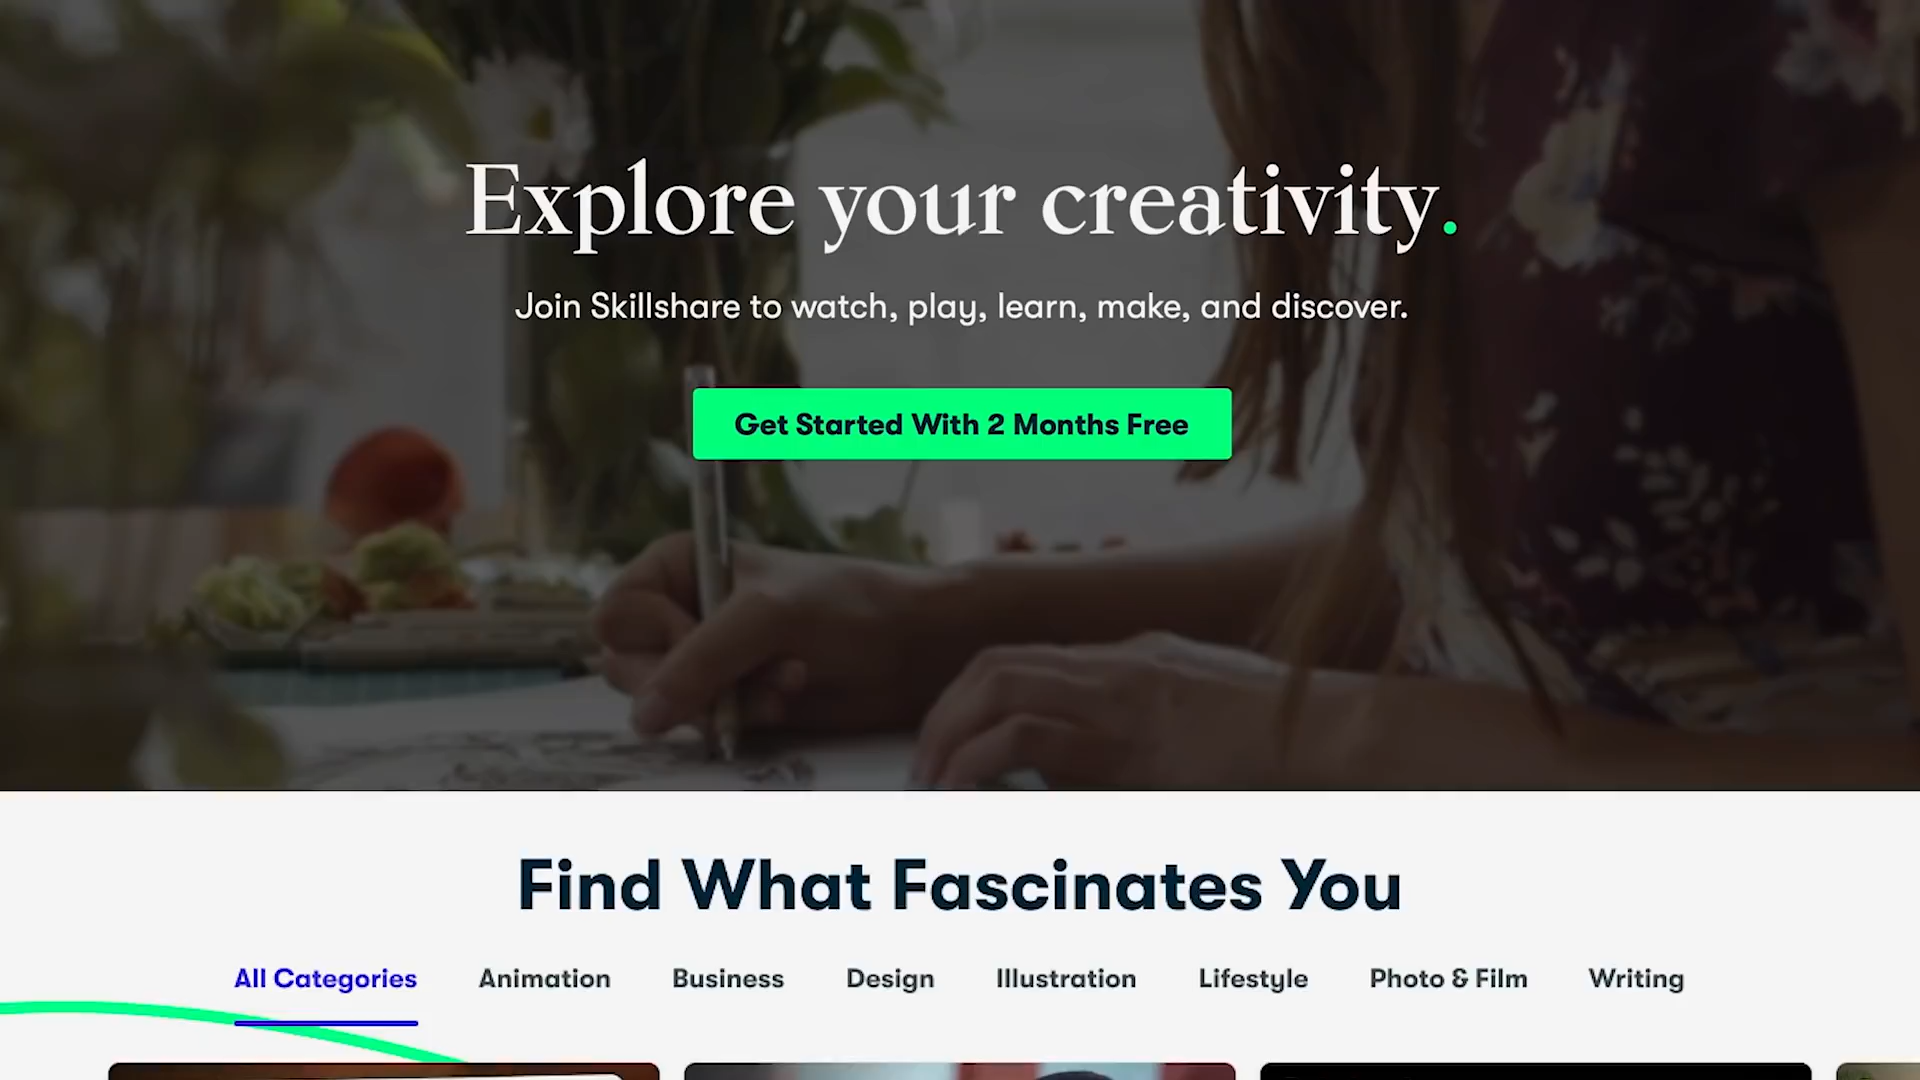 Explore your creativity.
Join Skillshare to watch, play, learn, make, and discover.
Get Started With 2 Months Free
Find What Fascinates You
All Categories Animation Business Design Illustration Lifestyle Photo & Film Writing